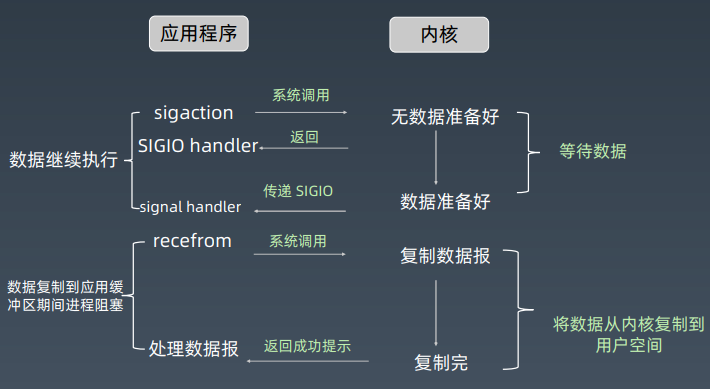 应用程序
内核
系统调用
sigaction
无数据准备好
返回
SIGIO handler
等待数据
数据继续执行
传递 SIGIO
数据准备好
signal handler
recefrom
系统调用
复制数据报
数据复制到应用缓
冲区期间进程阻塞
将数据从内核复制到
用户空间
处理数据报
返回成功提示
复制完